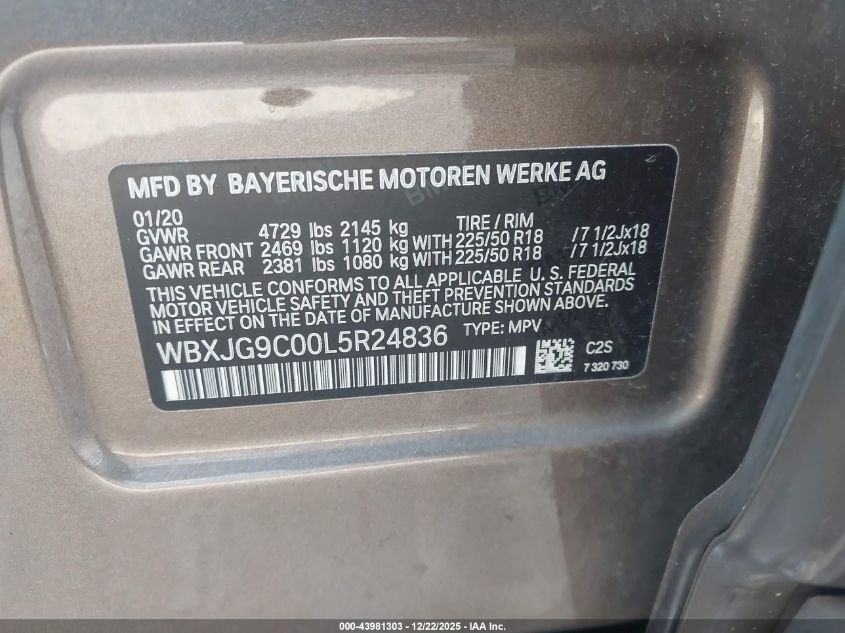 MFD BY BAYERISCHE MOTOREN WERKE AG
01/20 TIRE / RIM
GVWR 4729 lbs 2145 kg
GAWR FRONT 2469 lbs 1120 kg WITH 225/50 R18 /7 1/2Jx18
GAWR REAR 2381 lbs 1080 kg WITH 225/50 R18 /7 1/2Jx18
THIS VEHICLE CONFORMS TO ALL APPLICABLE U. S. FEDERAL
MOTOR VEHICLE SAFETY AND THEFT PREVENTION STANDARDS
IN EFFECT ON THE DATE OF MANUFACTURE SHOWN ABOVE.
WBXJG9C00L5R24836 TYPE: MPV
C2S
7 320 730
000-43981303 - 12/22/2025 - IAA Inc.